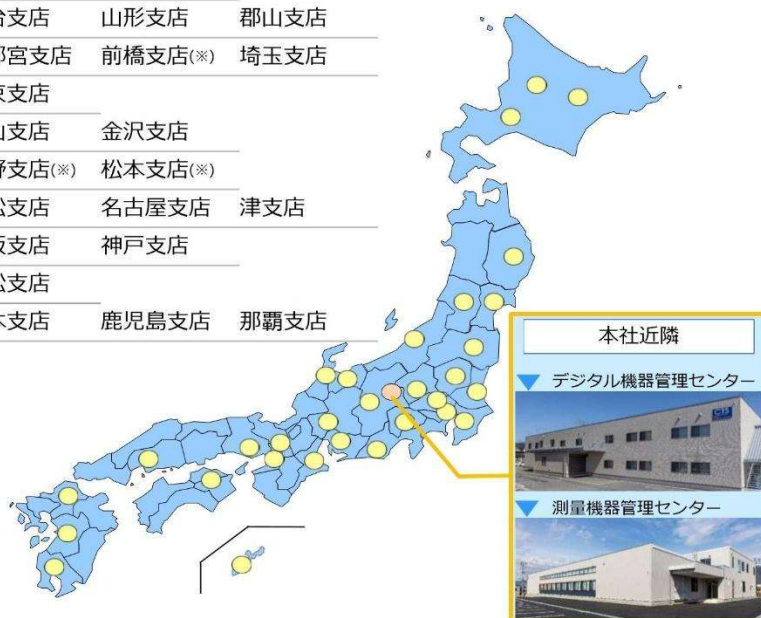 台支店 山形支店 郡山支店
都宮支店 前橋支店(※) 埼玉支店
京支店
山支店 金沢支店
野支店(※) 松本支店(※)
松支店 名古屋支店 津支店
阪支店 神戸支店
松支店
本支店 鹿児島支店 那覇支店
本社近隣
デジタル機器管理センター
測量機器管理センター